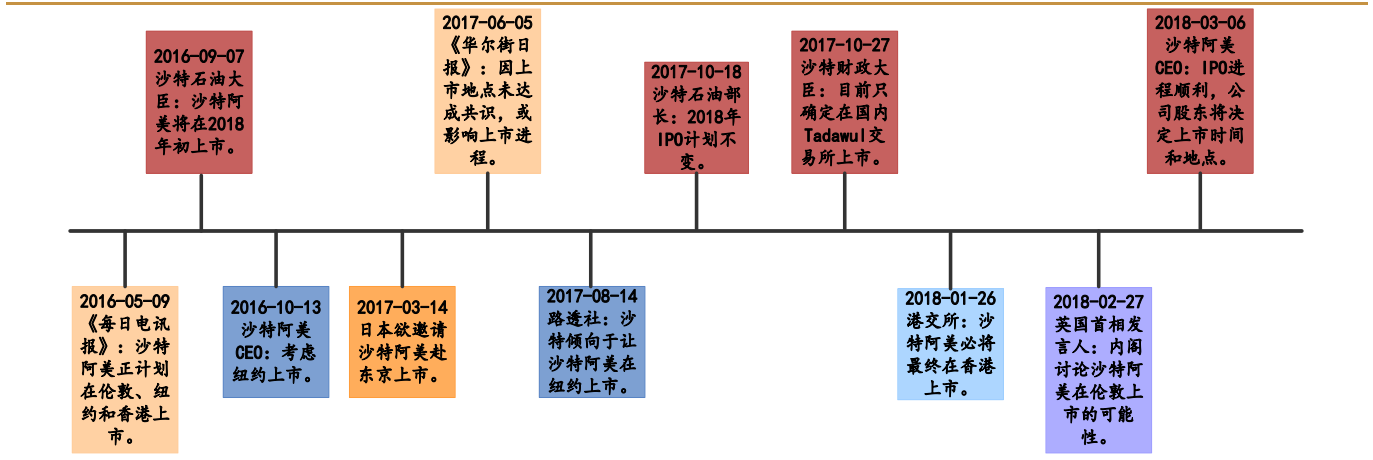 2016-09-07
沙特石油大
臣：沙特阿
美将在2018
年初上市。
2017-06-05
《华尔街日
报》：因上
市地点未达
成共识，或
影响上市进
程。
2017-10-18
沙特石油部
长：2018年
IPO计划不
变。
2017-10-27
沙特财政大
臣：目前只
确定在国内
Tadawul交
易所上市。
2018-03-06
沙特阿美
CEO：IPO进
程顺利，公
司股东将决
定上市时间
和地点。
2016-05-09
《每日电讯
报》：沙特
阿美正计划
在伦敦、纽
约和香港上
市。
2016-10-13
沙特阿美
CEO：考虑
纽约上市。
2017-03-14
日本欲邀请
沙特阿美赴
东京上市。
2017-08-14
路透社：沙
特倾向于让
沙特阿美在
纽约上市。
2018-01-26
港交所：沙
特阿美必将
最终在香港
上市。
2018-02-27
英国首相发
言人：内阁
讨论沙特阿
美在伦敦上
市的可能
性。